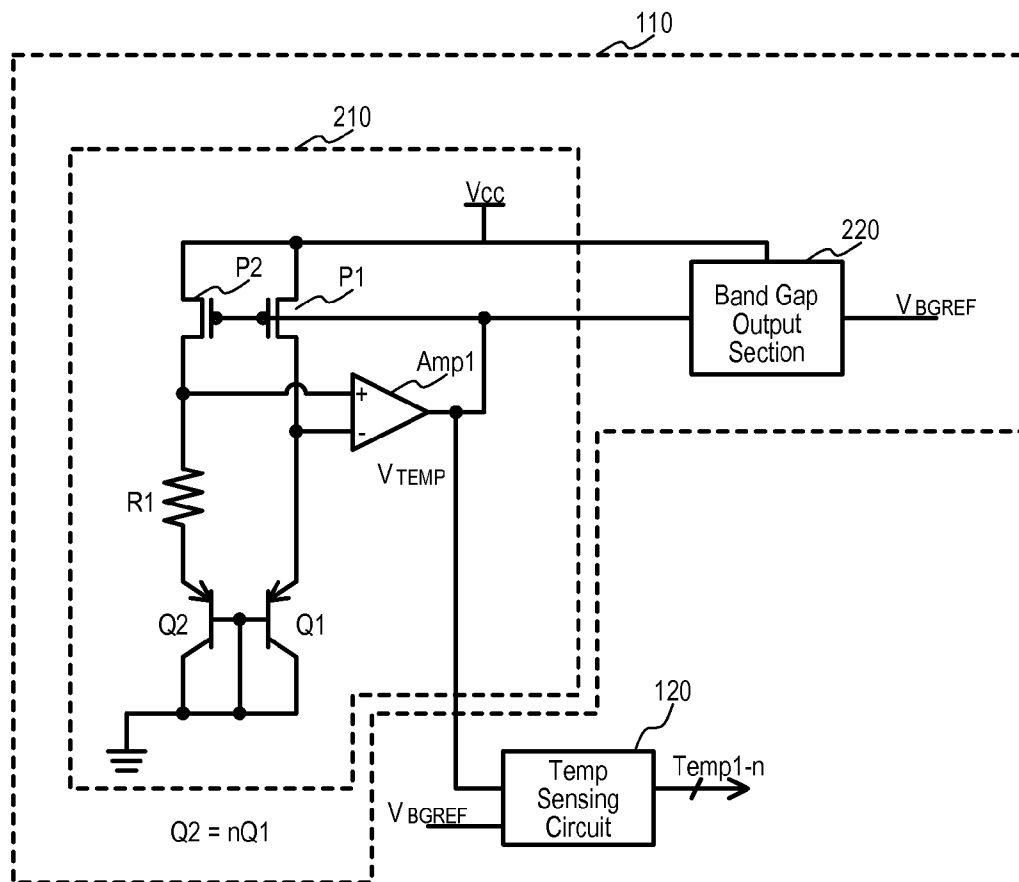 110
210
Vcc
220
P2
P1
Band Gap
Output
Section
VBGREF
Amp1
+
-
VTEMP
R1
Q2
Q1
120
Temp
Sensing
Circuit
Temp1-n
VBGREF
Q2 = nQ1